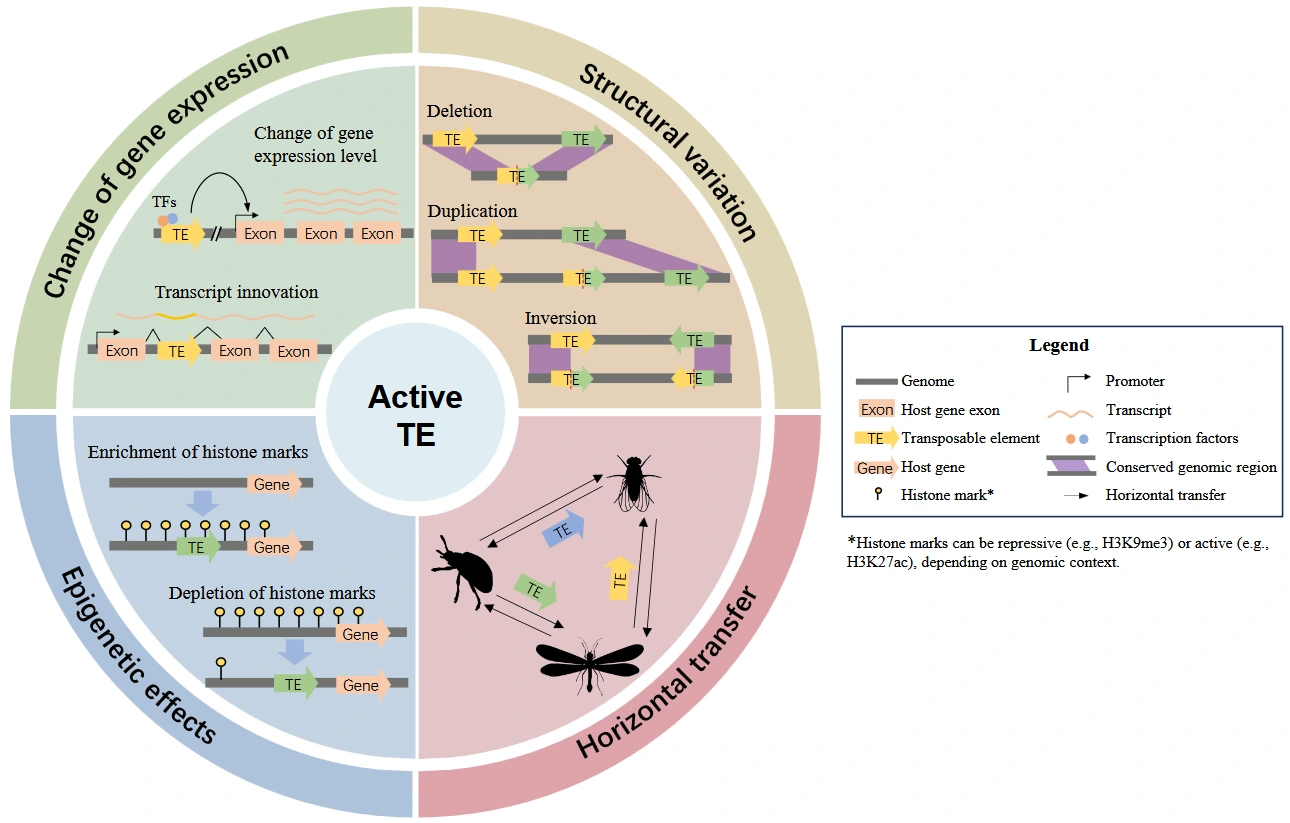 Change of gene expression
Change of gene
expression level
TFs
TE
Exon
Exon
Exon
Transcript innovation
Exon
TE
Exon
Exon
Structural variation
Deletion
TE
TE
TE
Duplication
TE
TE
TE
TE
TE
Inversion
TE
TE
TE
TE
Active
TE
Epigenetic effects
Enrichment of histone marks
Gene
TE
Gene
Depletion of histone marks
Gene
TE
Gene
Horizontal transfer
TE
TE
TE
Legend
Genome
Promoter
Exon Host gene exon
Transcript
TE Transposable element
Transcription factors
Gene Host gene
Conserved genomic region
Histone mark*
Horizontal transfer
*Histone marks can be repressive (e.g., H3K9me3) or active (e.g.,
H3K27ac), depending on genomic context.